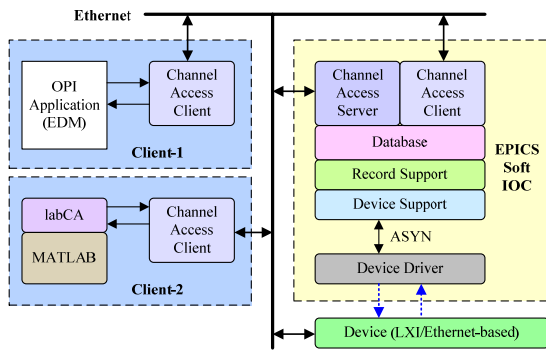 Ethernet
OPI
Application
(EDM)
Channel
Access
Client
Client-1
labCA
MATLAB
Channel
Access
Client
Client-2
Channel
Access
Server
Channel
Access
Client
Database
Record Support
Device Support
EPICS
Soft
IOC
ASYN
Device Driver
Device (LXI/Ethernet-based)